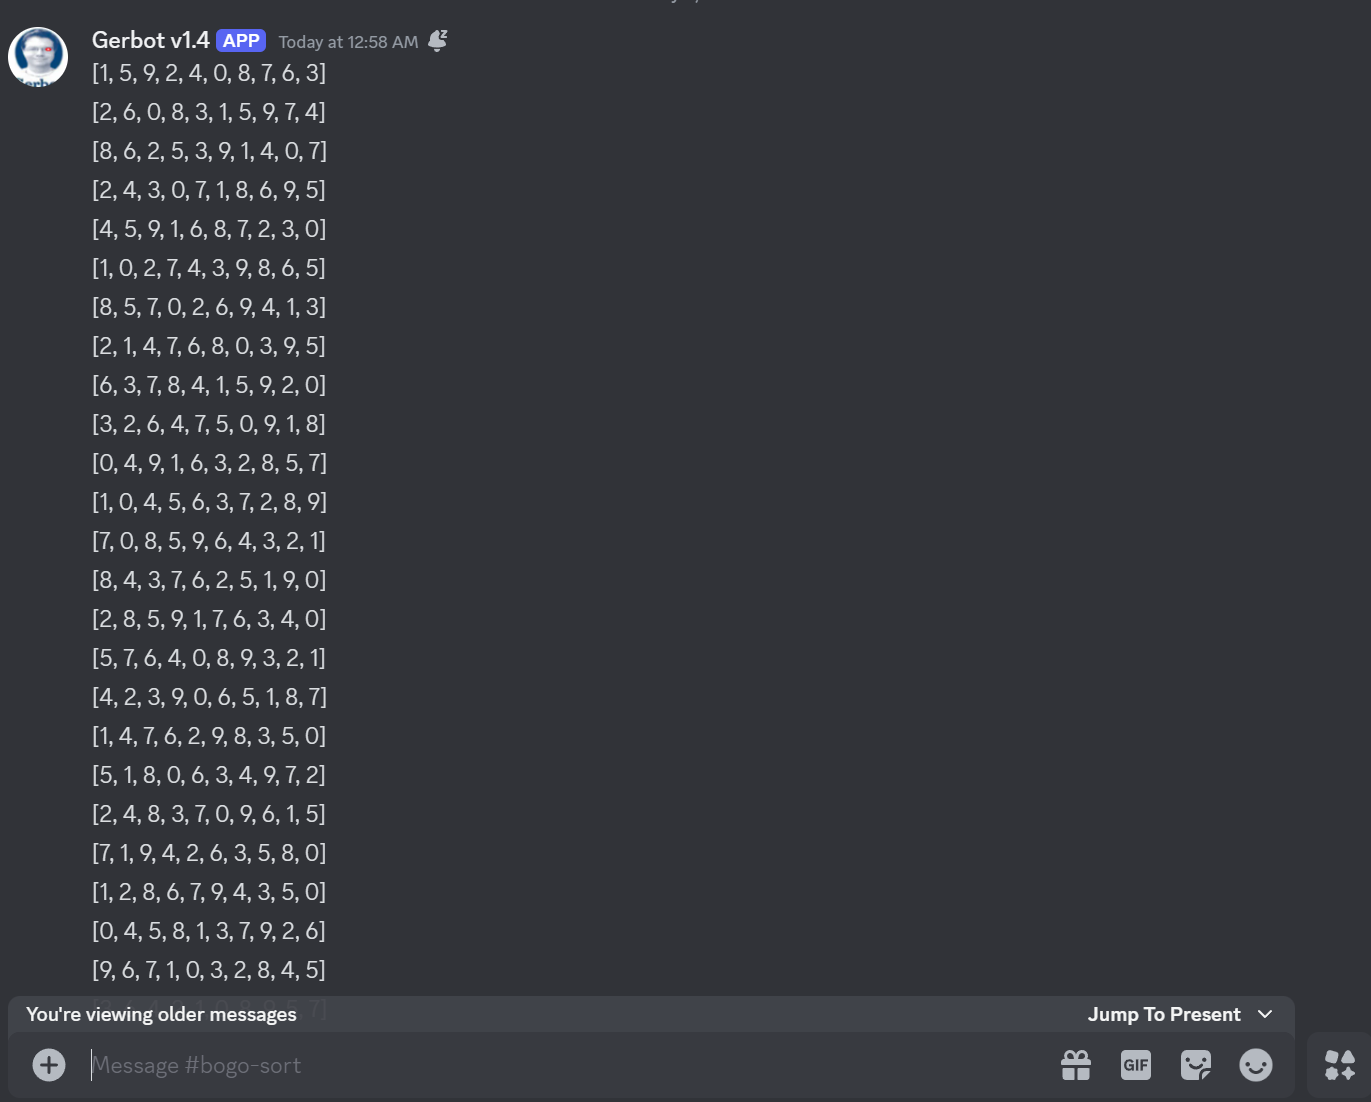 Gerbot v1.4 APP Today at 12:58 AM
[1, 5, 9, 2, 4, 0, 8, 7, 6, 3]
[2, 6, 0, 8, 3, 1, 5, 9, 7, 4]
[8, 6, 2, 5, 3, 9, 1, 4, 0, 7]
[2, 4, 3, 0, 7, 1, 8, 6, 9, 5]
[4, 5, 9, 1, 6, 8, 7, 2, 3, 0]
[1, 0, 2, 7, 4, 3, 9, 8, 6, 5]
[8, 5, 7, 0, 2, 6, 9, 4, 1, 3]
[2, 1, 4, 7, 6, 8, 0, 3, 9, 5]
[6, 3, 7, 8, 4, 1, 5, 9, 2, 0]
[3, 2, 6, 4, 7, 5, 0, 9, 1, 8]
[0, 4, 9, 1, 6, 3, 2, 8, 5, 7]
[1, 0, 4, 5, 6, 3, 7, 2, 8, 9]
[7, 0, 8, 5, 9, 6, 4, 3, 2, 1]
[8, 4, 3, 7, 6, 2, 5, 1, 9, 0]
[2, 8, 5, 9, 1, 7, 6, 3, 4, 0]
[5, 7, 6, 4, 0, 8, 9, 3, 2, 1]
[4, 2, 3, 9, 0, 6, 5, 1, 8, 7]
[1, 4, 7, 6, 2, 9, 8, 3, 5, 0]
[5, 1, 8, 0, 6, 3, 4, 9, 7, 2]
[2, 4, 8, 3, 7, 0, 9, 6, 1, 5]
[7, 1, 9, 4, 2, 6, 3, 5, 8, 0]
[1, 2, 8, 6, 7, 9, 4, 3, 5, 0]
[0, 4, 5, 8, 1, 3, 7, 9, 2, 6]
[9, 6, 7, 1, 0, 3, 2, 8, 4, 5]
You're viewing older messages Jump To Present
Message #bogo-sort GIF